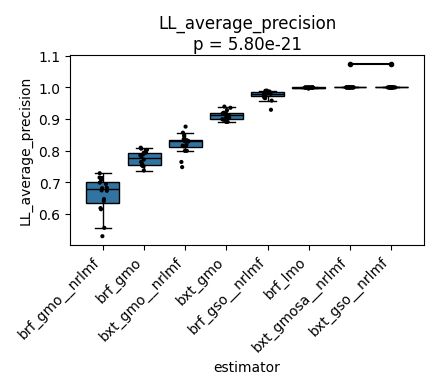 LL_average_precision
p = 5.80e-21
1.1
1.0
0.9
0.8
0.7
0.6
LL_average_precision
brf_gmo__nrlmf
brf_gmo
bxt_gmo__nrlmf
bxt_gmo
brf_gso__nrlmf
brf_lmo
bxt_gmosa__nrlmf
bxt_gso__nrlmf
estimator